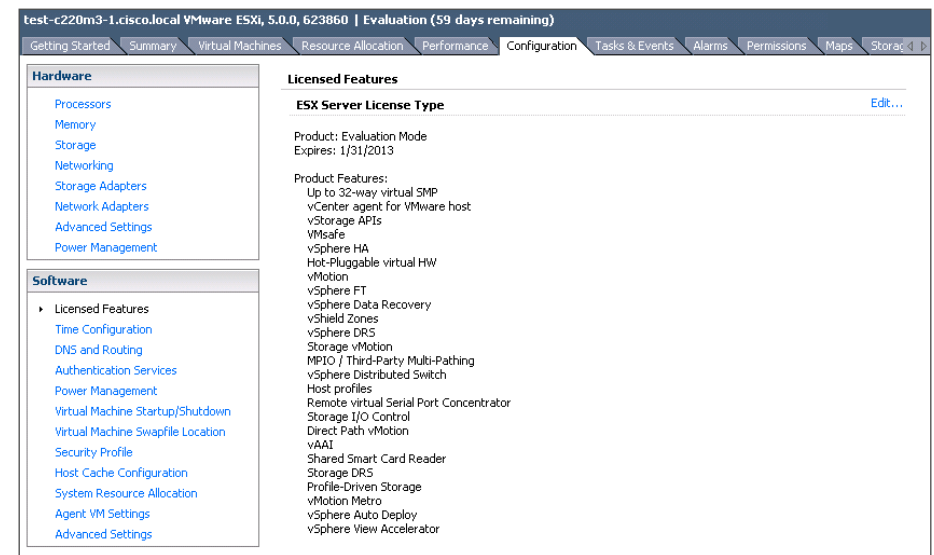 test-c220m3-1.cisco.local VMware ESXi, 5.0.0, 623860 | Evaluation (59 days remaining)
Getting Started Summary Virtual Machines Resource Allocation Performance Configuration Tasks & Events Alarms Permissions Maps
Hardware
Processors
Memory
Storage
Networking
Storage Adapters
Network Adapters
Advanced Settings
Power Management
Software
Licensed Features
Time Configuration
DNS and Routing
Authentication Services
Power Management
Virtual Machine Startup/Shutdown
Virtual Machine Swapfile Location
Security Profile
Host Cache Configuration
System Resource Allocation
Agent VM Settings
Advanced Settings
Licensed Features
ESX Server License Type Edit...
Product: Evaluation Mode
Expires: 1/31/2013
Product Features:
Up to 32-way virtual SMP
vCenter agent for VMware host
vStorage APIs
VMsafe
vSphere HA
Hot-Pluggable virtual HW
vMotion
vSphere FT
vSphere Data Recovery
vShield Zones
vSphere DRS
Storage vMotion
MPIO / Third-Party Multi-Pathing
vSphere Distributed Switch
Host profiles
Remote virtual Serial Port Concentrator
Storage I/O Control
Direct Path vMotion
vAAI
Shared Smart Card Reader
Storage DRS
Profile-Driven Storage
vMotion Metro
vSphere Auto Deploy
vSphere View Accelerator